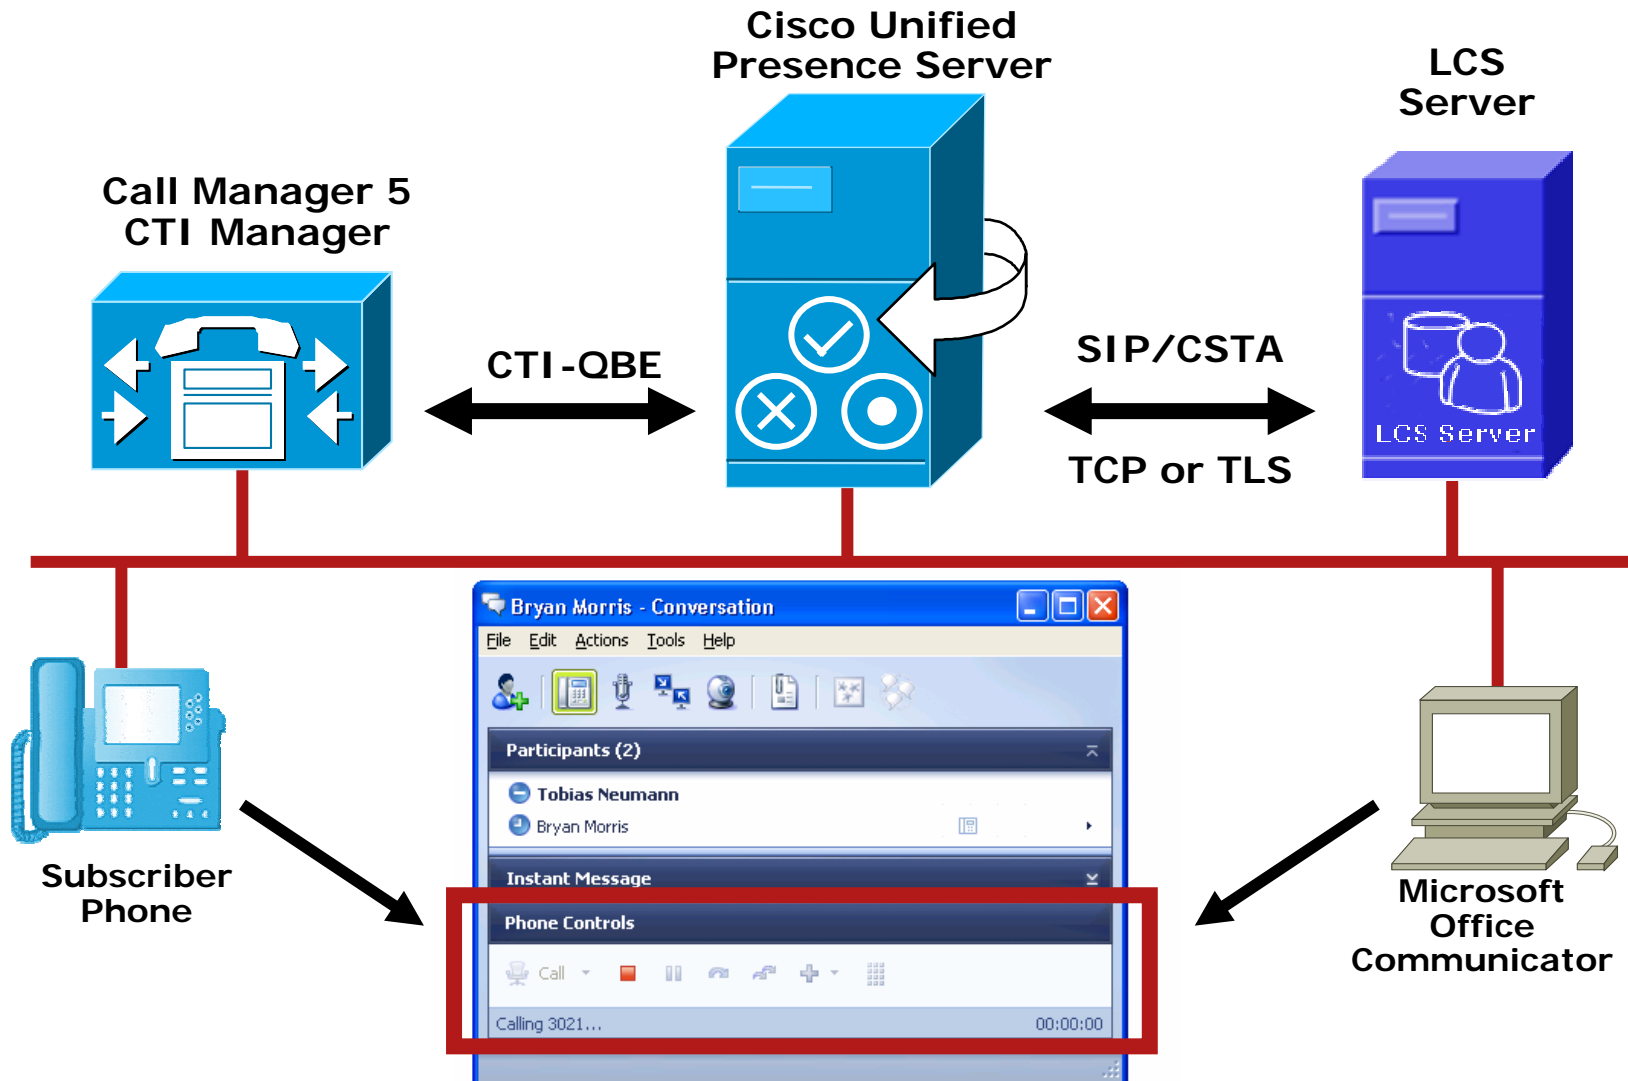 Cisco Unified
Presence Server
LCS
Server
Call Manager 5
CTI Manager
CTI-QBE
SIP/CSTA
TCP or TLS
LCS Server
Bryan Morris - Conversation
File Edit Actions Tools Help
Participants (2)
Tobias Neumann
Bryan Morris
Instant Message
Phone Controls
Call
Calling 3021...
00:00:00
Subscriber
Phone
Microsoft
Office
Communicator